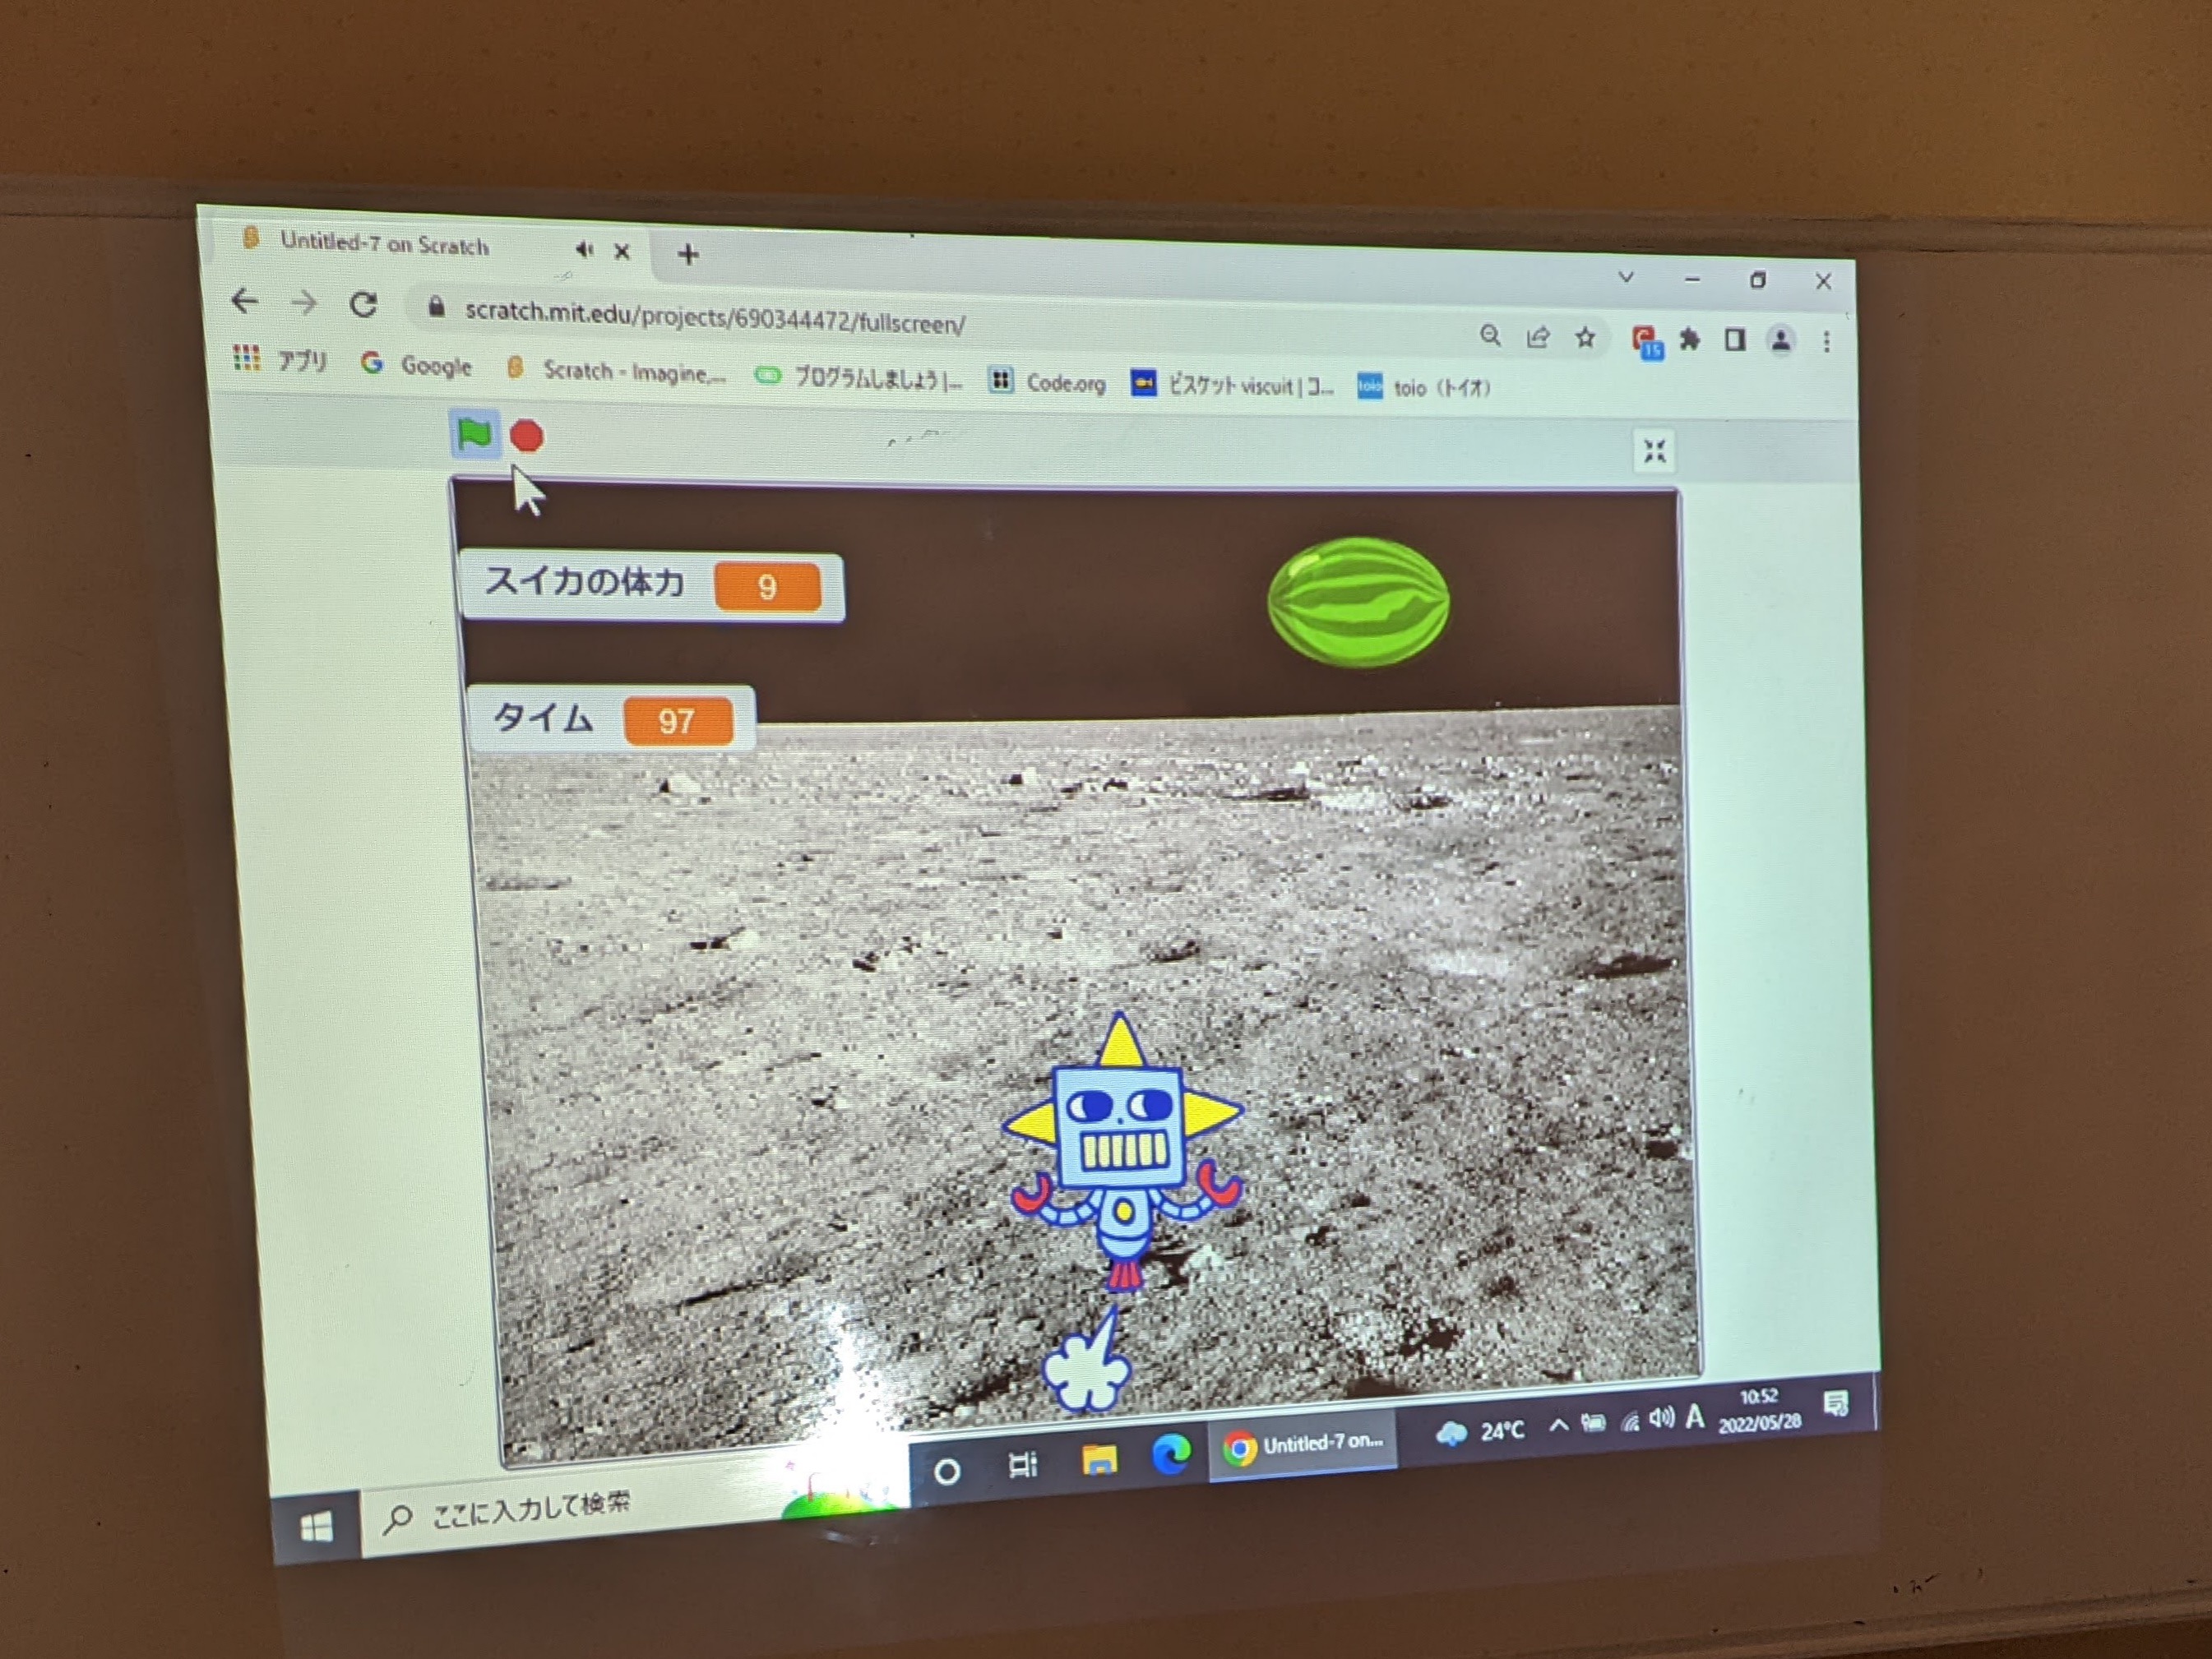 Untitled-7 on Scratch
scratch.mit.edu/projects/690344472/fullscreen/
15
アプリ Google Scratch - Imagine,... プログラムしましょう |... Code.org ビスケット viscuit | コ... toio toio（トイオ）
スイカの体力 9
タイム 97
ここに入力して検索
Untitled-7 on...
24°C
A
10:52
2022/05/28